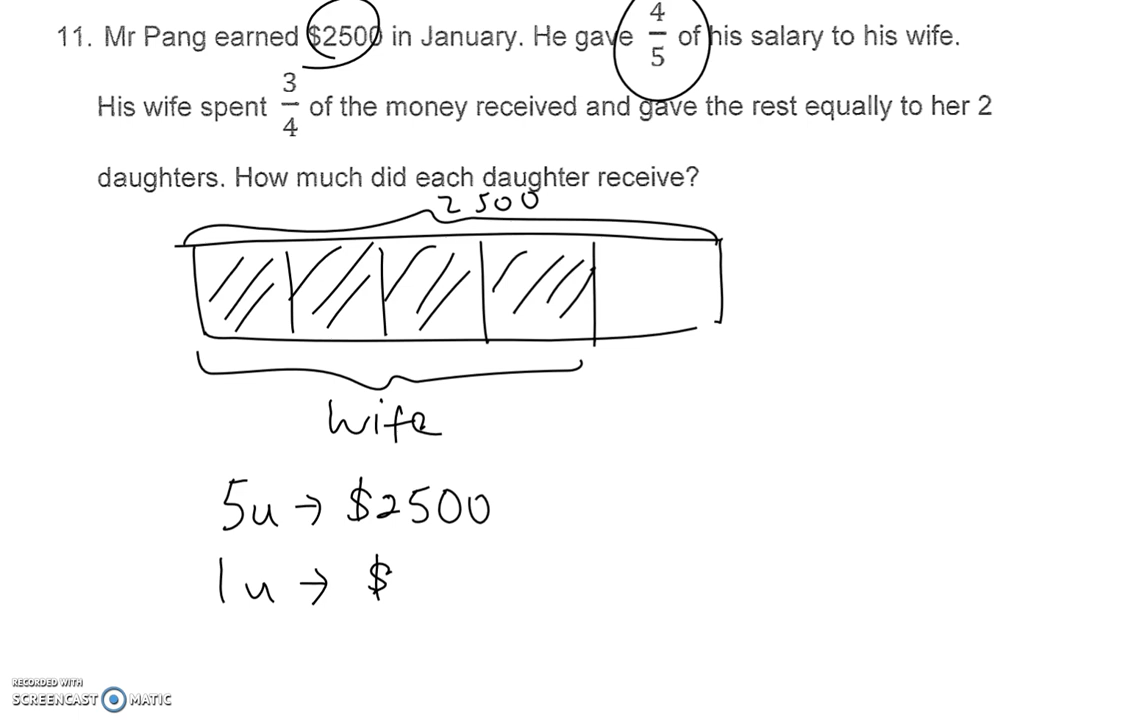 11. Mr Pang earned $2500 in January. He gave 4/5 of his salary to his wife.
His wife spent 3/4 of the money received and gave the rest equally to her 2
daughters. How much did each daughter receive?
2500
wife
5u → $2500
1u → $
RECORDED WITH
SCREENCAST MATIC